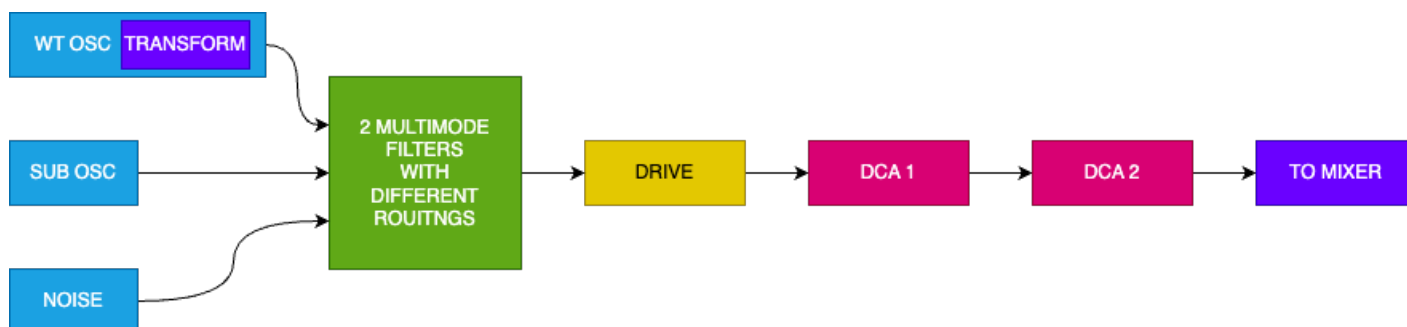 WT OSC TRANSFORM
SUB OSC
NOISE
2 MULTIMODE
FILTERS
WITH
DIFFERENT
ROUITNGS
DRIVE
DCA 1
DCA 2
TO MIXER